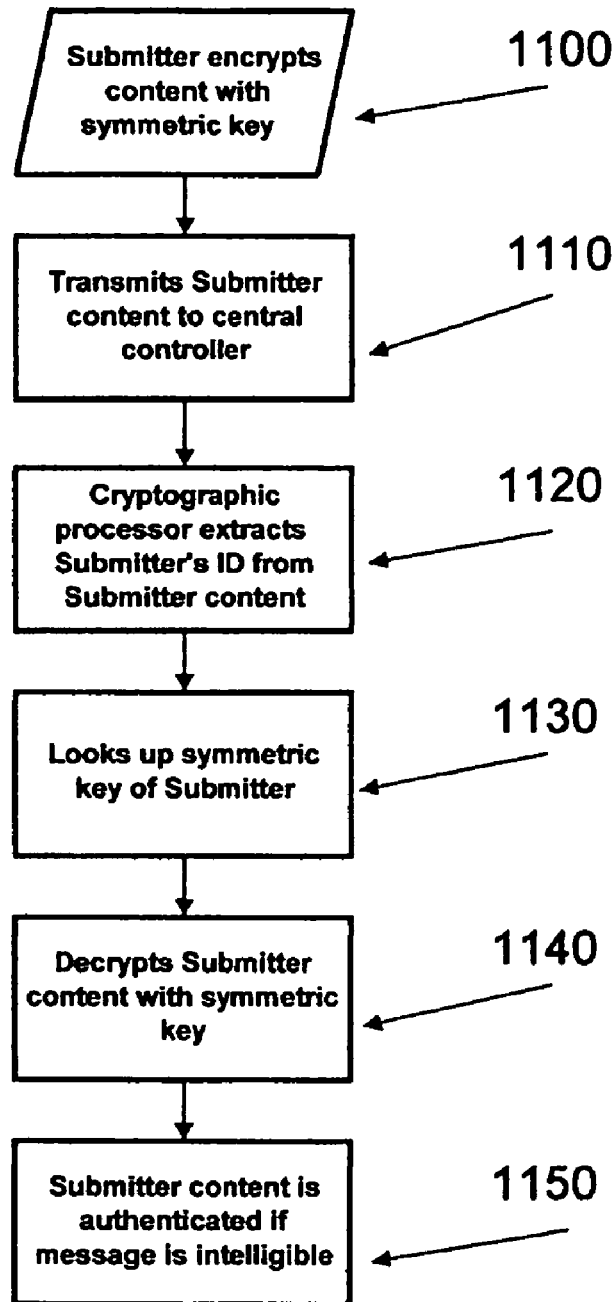 Submitter encrypts
content with
symmetric key
1100
Transmits Submitter
content to central
controller
1110
Cryptographic
processor extracts
Submitter's ID from
Submitter content
1120
Looks up symmetric
key of Submitter
1130
Decrypts Submitter
content with symmetric
key
1140
Submitter content is
authenticated if
message is intelligible
1150